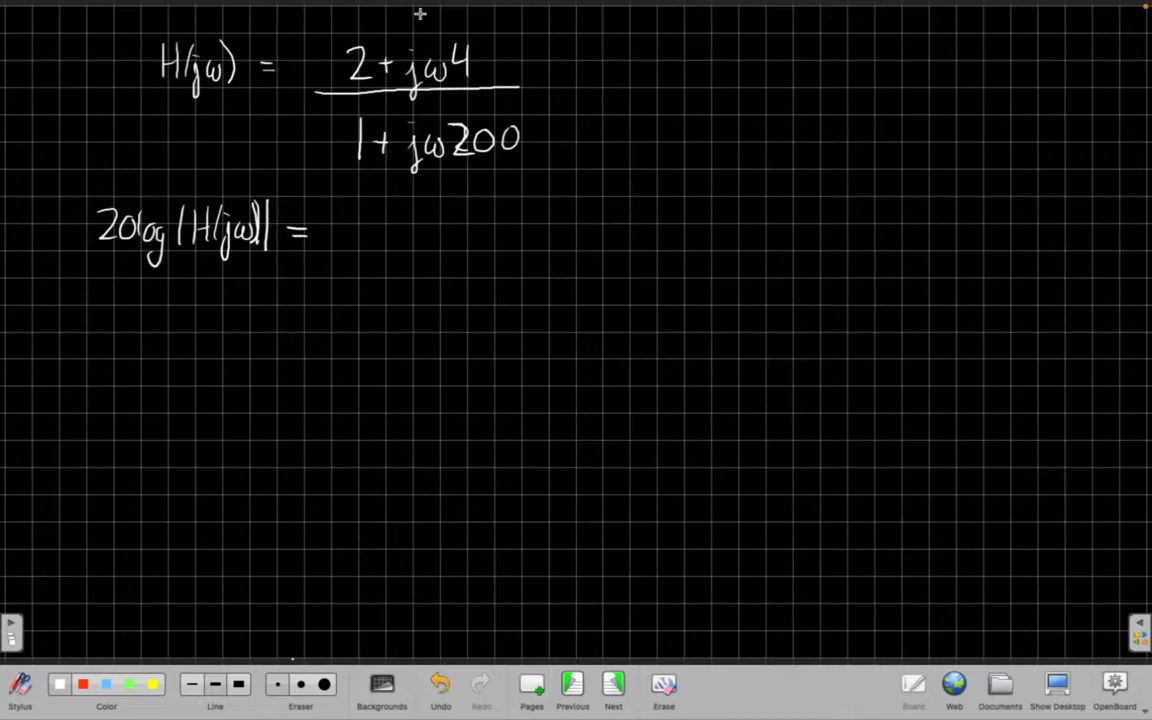 H(jω) = 2 + jω4
1 + jω200
20log|H(jω)| =
Stylus
Color
Line
Eraser
Backgrounds
Undo
Redo
Pages
Previous
Next
Erase
Board
Web
Documents
Show Desktop
OpenBoard